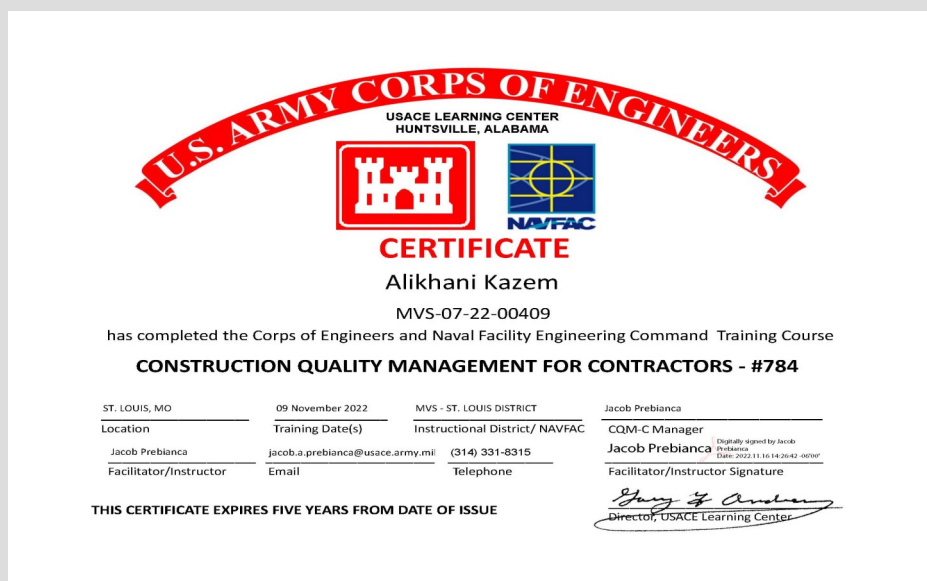 U.S. ARMY CORPS OF ENGINEERS
USACE LEARNING CENTER
HUNTSVILLE, ALABAMA
NAVFAC
CERTIFICATE
Alikhani Kazem
MVS-07-22-00409
has completed the Corps of Engineers and Naval Facility Engineering Command Training Course
CONSTRUCTION QUALITY MANAGEMENT FOR CONTRACTORS - #784
ST. LOUIS, MO 09 November 2022 MVS - ST. LOUIS DISTRICT Jacob Prebianca
Location Training Date(s) Instructional District/ NAVFAC CQM-C Manager
Jacob Prebianca Digitally signed by Jacob
Prebianca
Date: 2022.11.16 14:26:42 -06'00'
Jacob Prebianca jacob.a.prebianca@usace.army.mil (314) 331-8315
Facilitator/Instructor Email Telephone Facilitator/Instructor Signature
THIS CERTIFICATE EXPIRES FIVE YEARS FROM DATE OF ISSUE
Director, USACE Learning Center